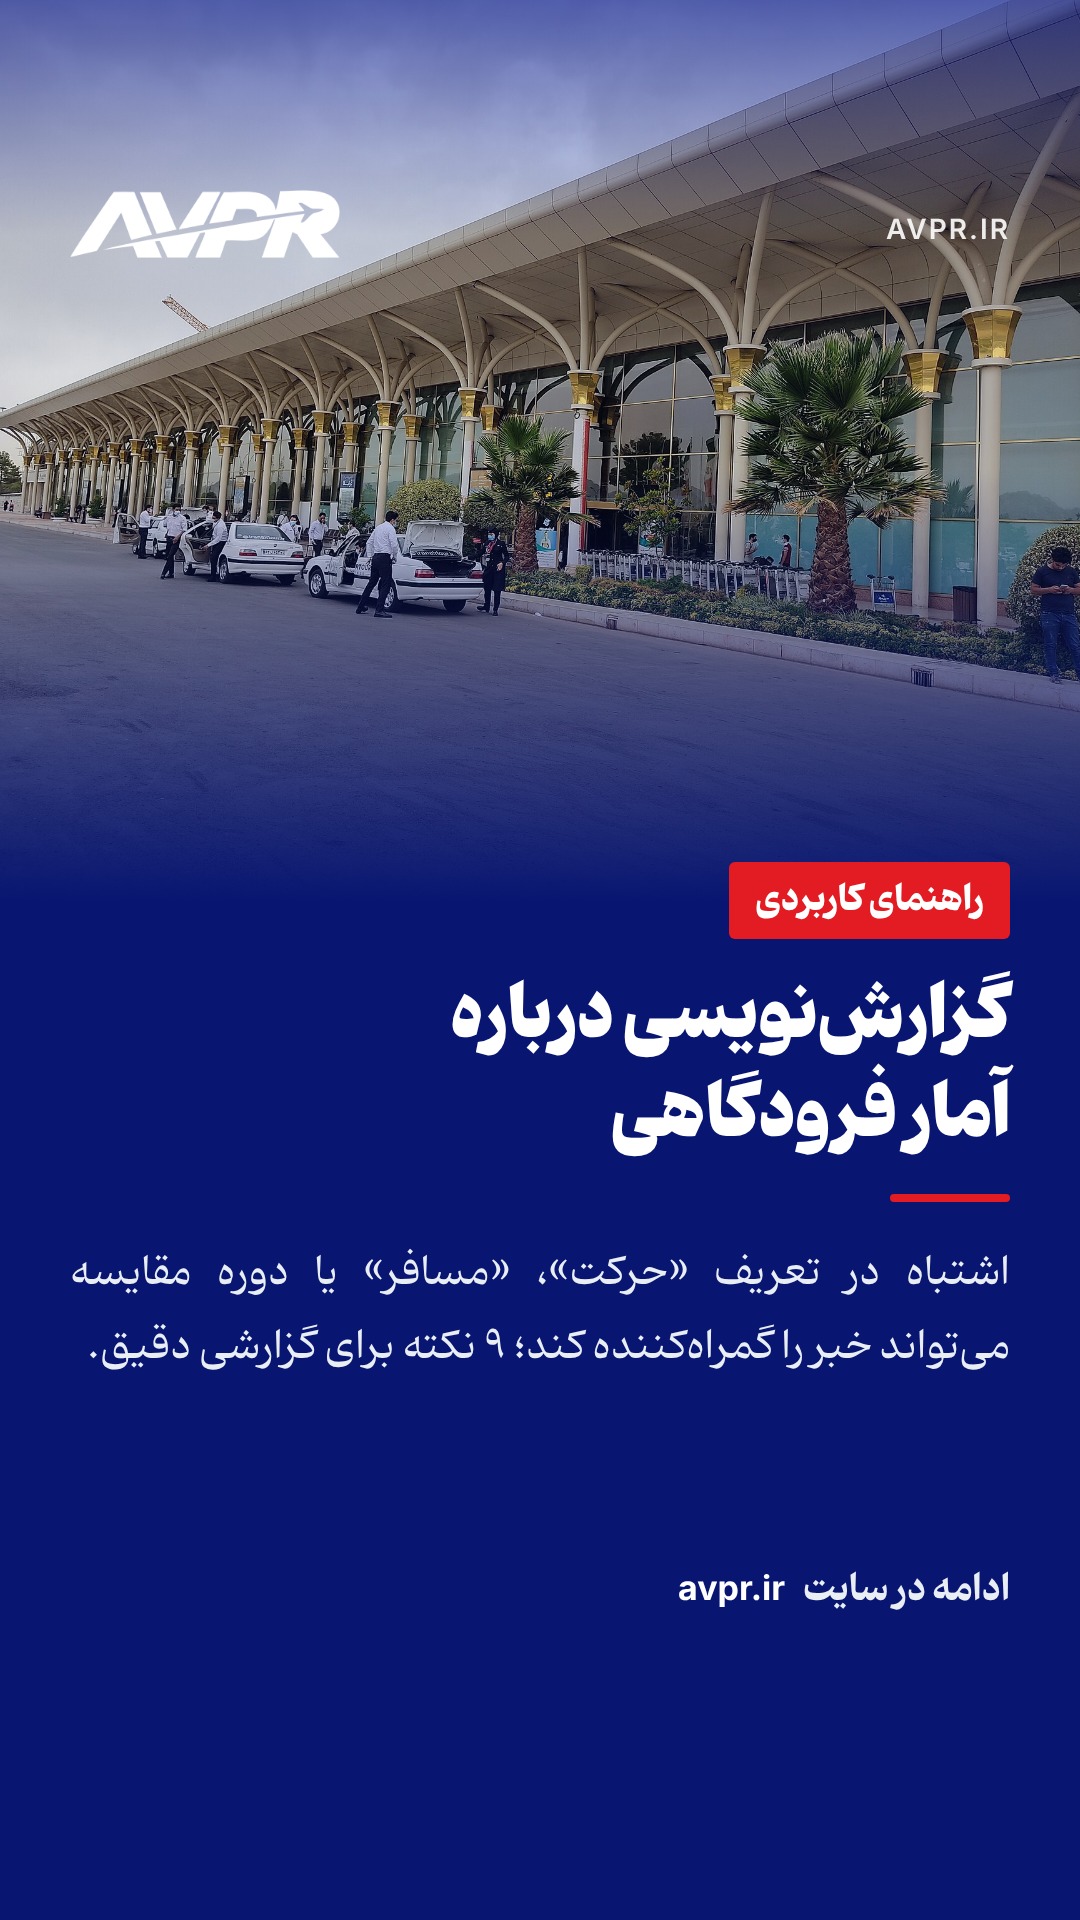 AVPR
AVPR.IR
راهنمای کاربردی
گزارش‌نویسی درباره
آمار فرودگاهی
اشتباه در تعریف «حرکت»، «مسافر» یا دوره مقایسه
می‌تواند خبر را گمراه‌کننده کند؛ ۹ نکته برای گزارشی دقیق.
ادامه در سایت avpr.ir